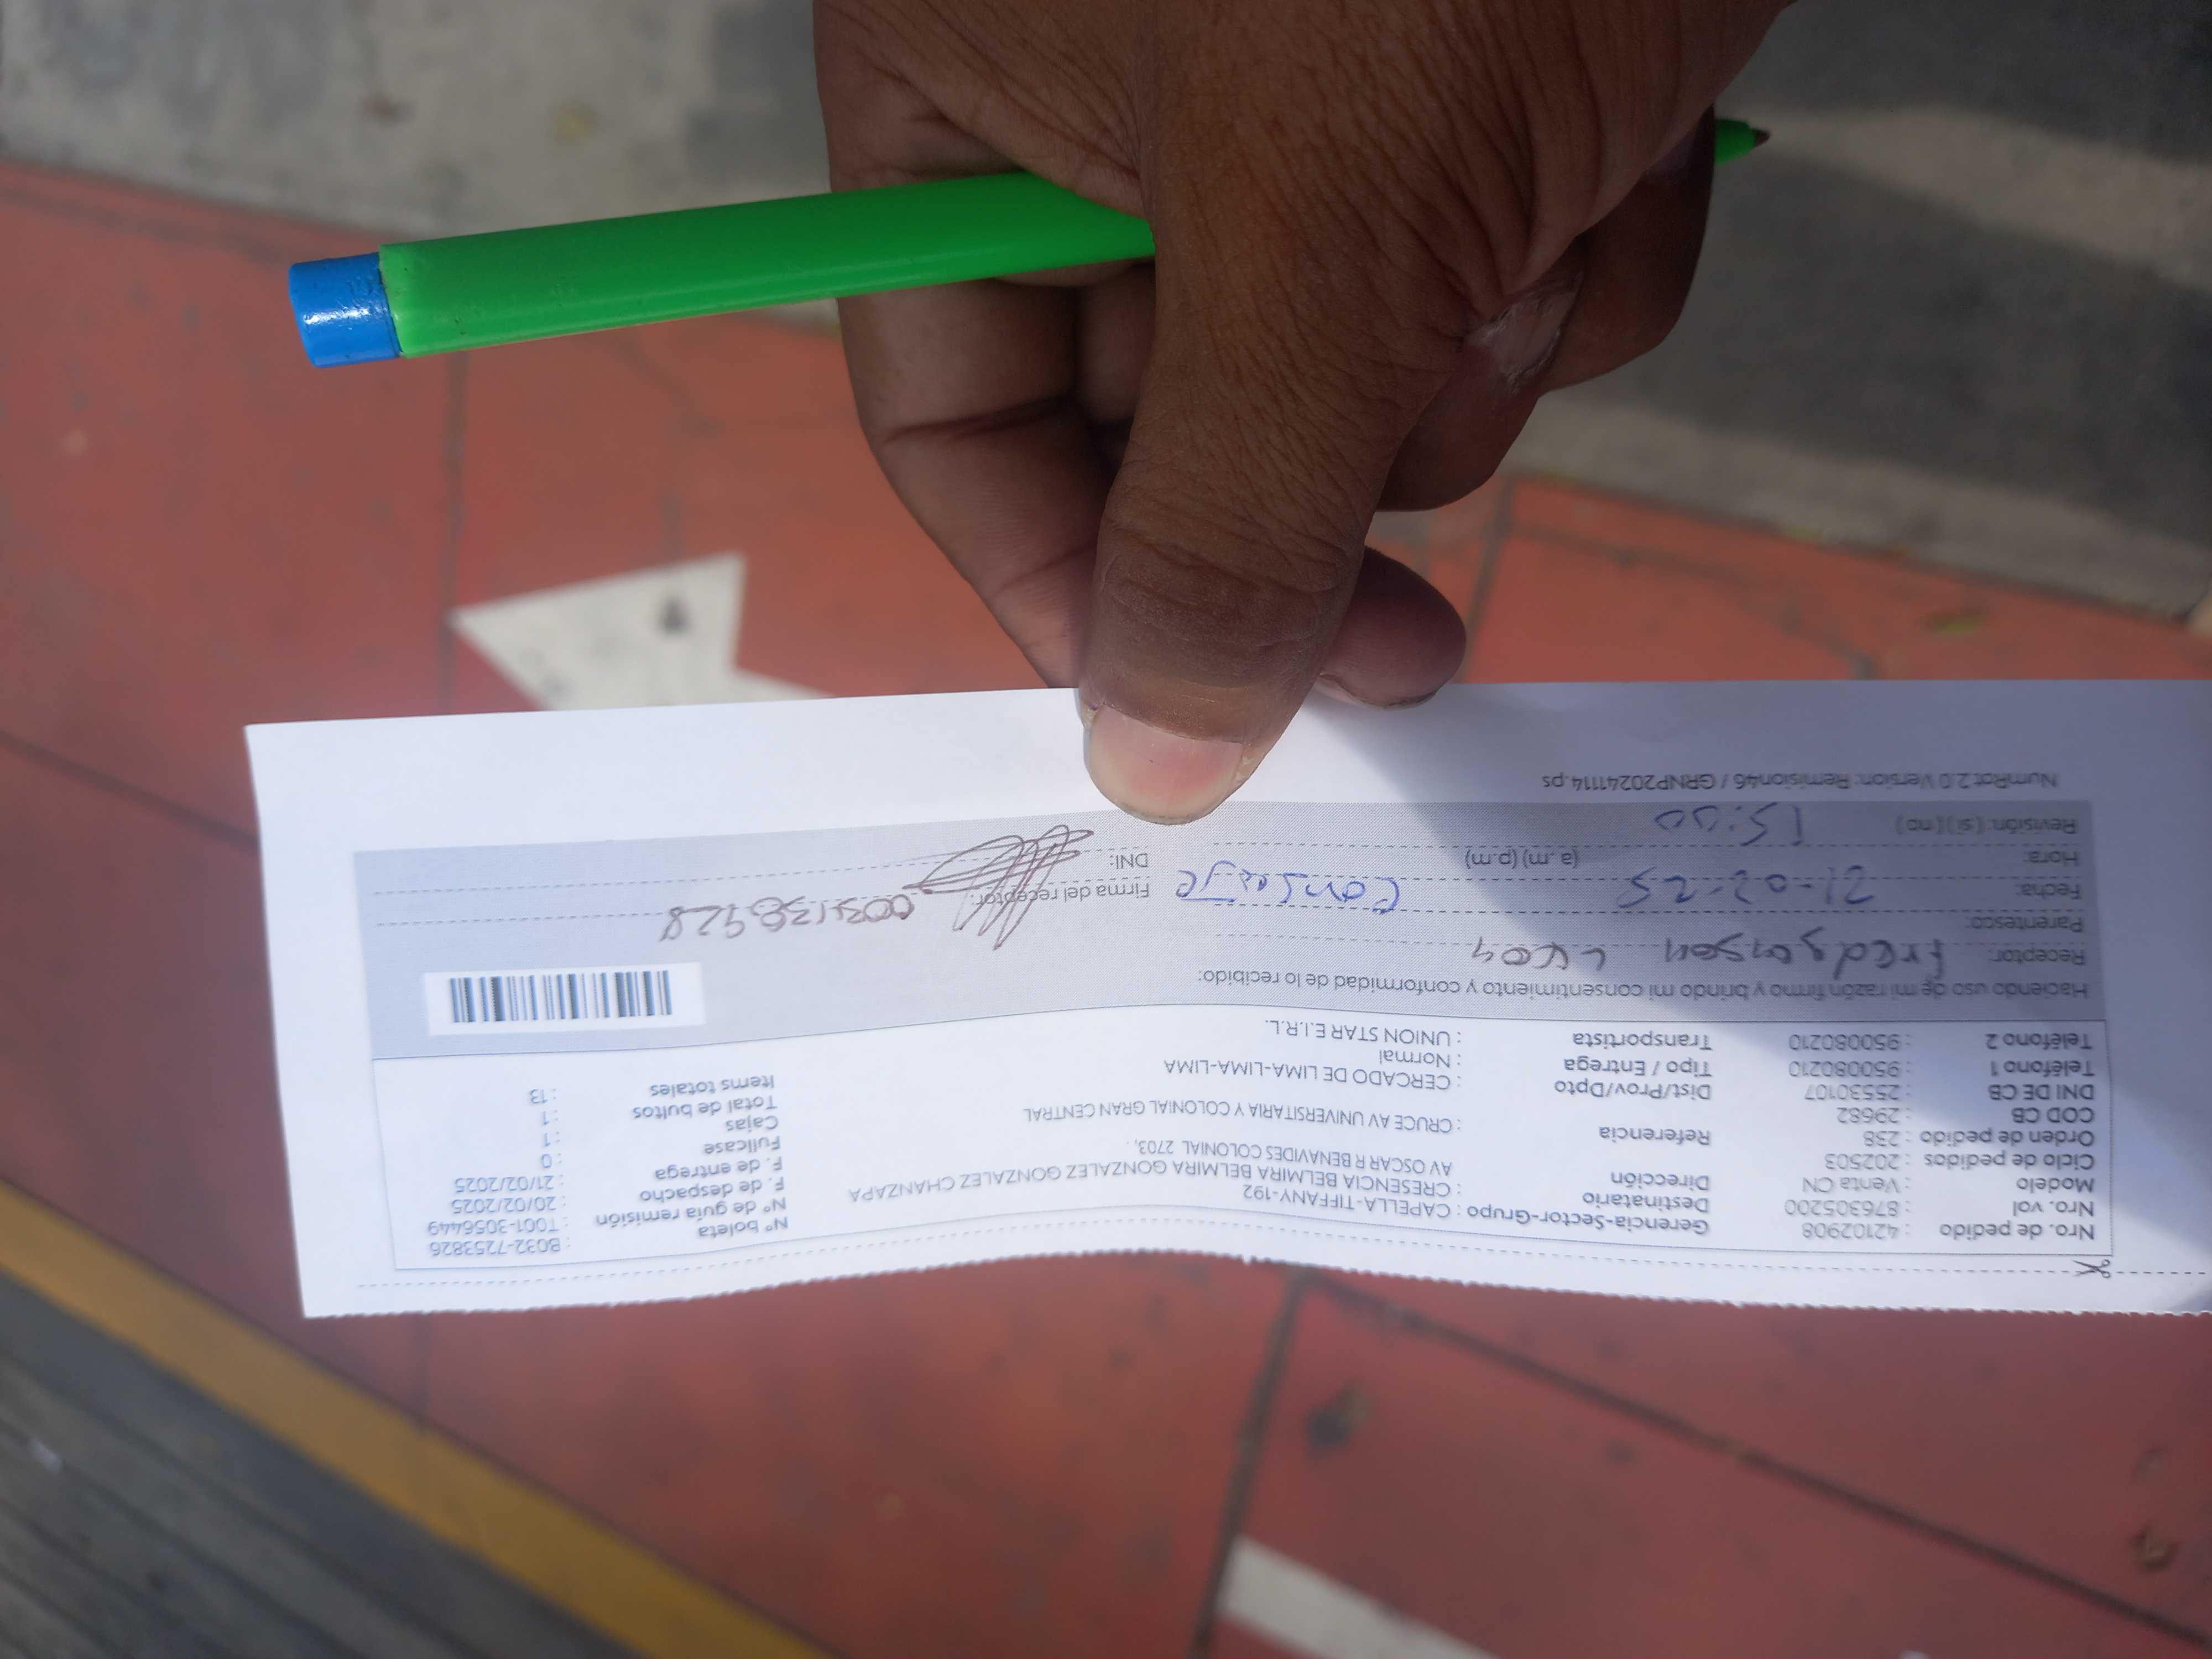 Nro. de pedido : 42102908
Nro. vol : 876305200
Modelo : Venta CN
Ciclo de pedidos : 202503
Orden de pedido : 238
COD CB : 29682
DNI DE CB : 25530107
Teléfono 1 : 950080210
Teléfono 2 : 950080210
Gerencia-Sector-Grupo : CAPELLA-TIFFANY-192
Destinatario : CRESENCIA BELMIRA BELMIRA GONZALEZ GONZALEZ CHANZAPA
Dirección AV OSCAR R BENAVIDES COLONIAL 2703, .
Referencia : CRUCE AV UNIVERSITARIA Y COLONIAL GRAN CENTRAL
Dist/Prov/Dpto : CERCADO DE LIMA-LIMA-LIMA
Tipo / Entrega : Normal
Transportista : UNION STAR E.I.R.L.
N° boleta : B032-7253826
N° de guía remisión : T001-3056449
F. de despacho : 20/02/2025
F. de entrega : 21/02/2025
Fullcase : 0
Cajas : 1
Total de bultos : 1
Items totales : 13
Haciendo uso de mi razón firmo y brindo mi consentimiento y conformidad de lo recibido:
Receptor:
Parentesco: Conserje
Fecha: 21-02-25
Hora: (a. m) (p.m)
15:00
Revisión: ( si ) ( no )
Firma del receptor:
DNI:
NumRot 2.0 Version: Remision46 / GRNP20241114.ps